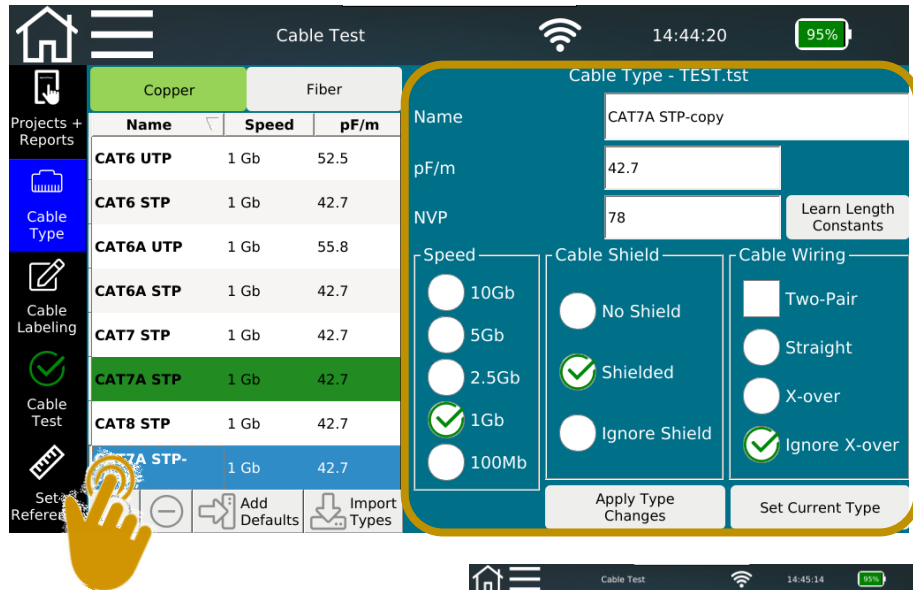 Cable Test
14:44:20
95%
Projects +
Reports
Cable
Type
Cable
Labeling
Cable
Test
Set
Copper
Fiber
Name Speed pF/m
CAT6 UTP 1 Gb 52.5
CAT6 STP 1 Gb 42.7
CAT6A UTP 1 Gb 55.8
CAT6A STP 1 Gb 42.7
CAT7 STP 1 Gb 42.7
CAT7A STP 1 Gb 42.7
CAT8 STP 1 Gb 42.7
CAT7A STP- 1 Gb 42.7
Add
Defaults
Import
Types
Cable Type - TEST.tst
Name CAT7A STP-copy
pF/m 42.7
NVP 78
Learn Length
Constants
Speed
10Gb
5Gb
2.5Gb
1Gb
100Mb
Cable Shield
No Shield
Shielded
Ignore Shield
Cable Wiring
Two-Pair
Straight
X-over
Ignore X-over
Apply Type
Changes
Set Current Type
Cable Test
14:45:14
95%